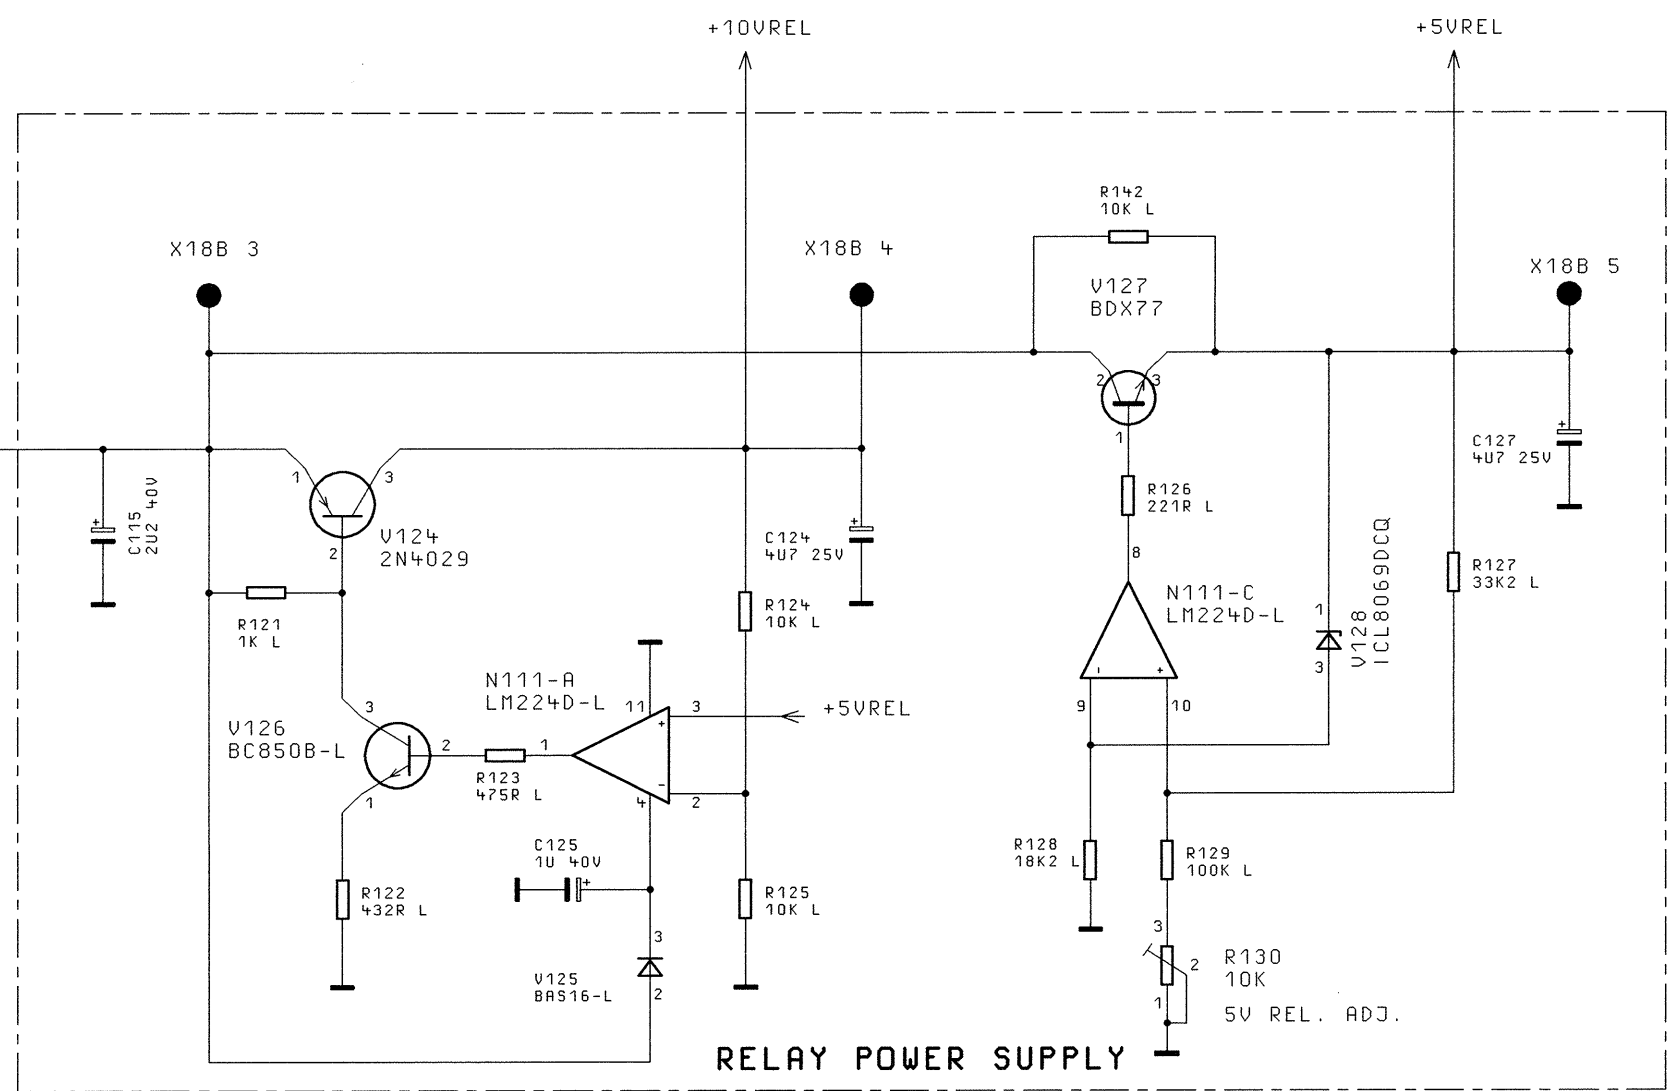 +10VREL
+5VREL
R142
10K L
X18B 3
X18B 4
V127
BDX77
X18B 5
2
3
1
1
3
C115
2U2 40V
+
V124
2N4029
2
C124
4U7 25V
+
R126
221R L
C127
4U7 25V
+
8
R121
1K L
R124
10K L
N111-C
LM224D-L
1
3
V128
ICL8069DCQ
R127
33K2 L
-
+
9
10
N111-A
LM224D-L
11
3
+5VREL
+
-
3
V126
BC850B-L
2
1
R123
475R L
1
4
2
C125
1U 40V
+
R122
432R L
R125
10K L
R128
18K2 L
R129
100K L
3
V125
BAS16-L
2
3
2
1
R130
10K
5V REL. ADJ.
RELAY POWER SUPPLY